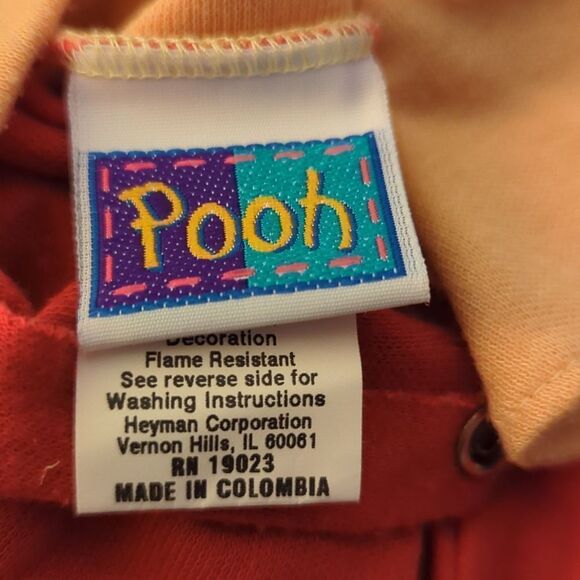 Pooh
Decoration
Flame Resistant
See reverse side for
Washing Instructions
Heyman Corporation
Vernon Hills, IL 60061
RN 19023
MADE IN COLOMBIA